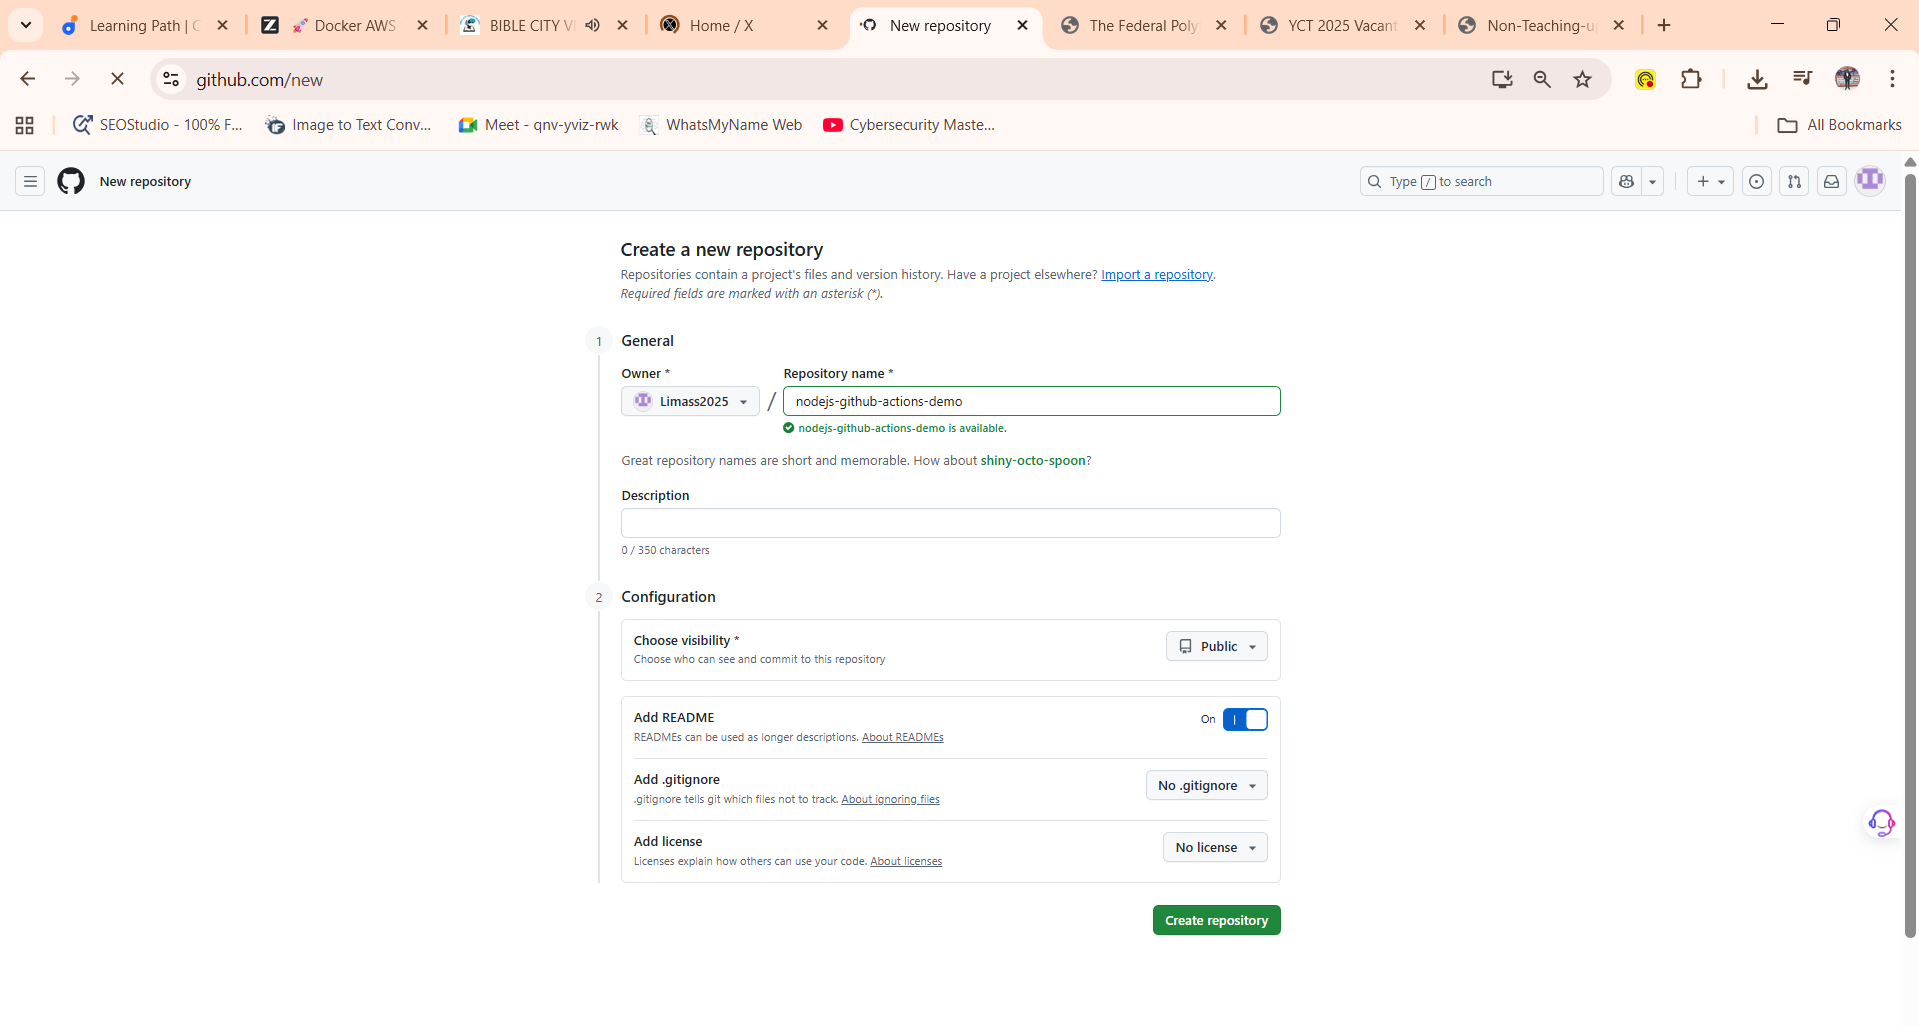 Learning Path | C
Docker AWS
BIBLE CITY V
Home / X
New repository
The Federal Poly
YCT 2025 Vacant
Non-Teaching-u
github.com/new
SEOStudio - 100% F...
Image to Text Conv...
Meet - qnv-yviz-rwk
WhatsMyName Web
Cybersecurity Maste...
All Bookmarks
New repository
Type / to search
Create a new repository
Repositories contain a project's files and version history. Have a project elsewhere? Import a repository.
Required fields are marked with an asterisk (*).
1 General
Owner * Repository name *
Limass2025 / nodejs-github-actions-demo
nodejs-github-actions-demo is available.
Great repository names are short and memorable. How about shiny-octo-spoon?
Description
0 / 350 characters
2 Configuration
Choose visibility *
Public
Choose who can see and commit to this repository
Add README
On
READMEs can be used as longer descriptions. About READMEs
Add .gitignore
No .gitignore
.gitignore tells git which files not to track. About ignoring files
Add license
No license
Licenses explain how others can use your code. About licenses
Create repository